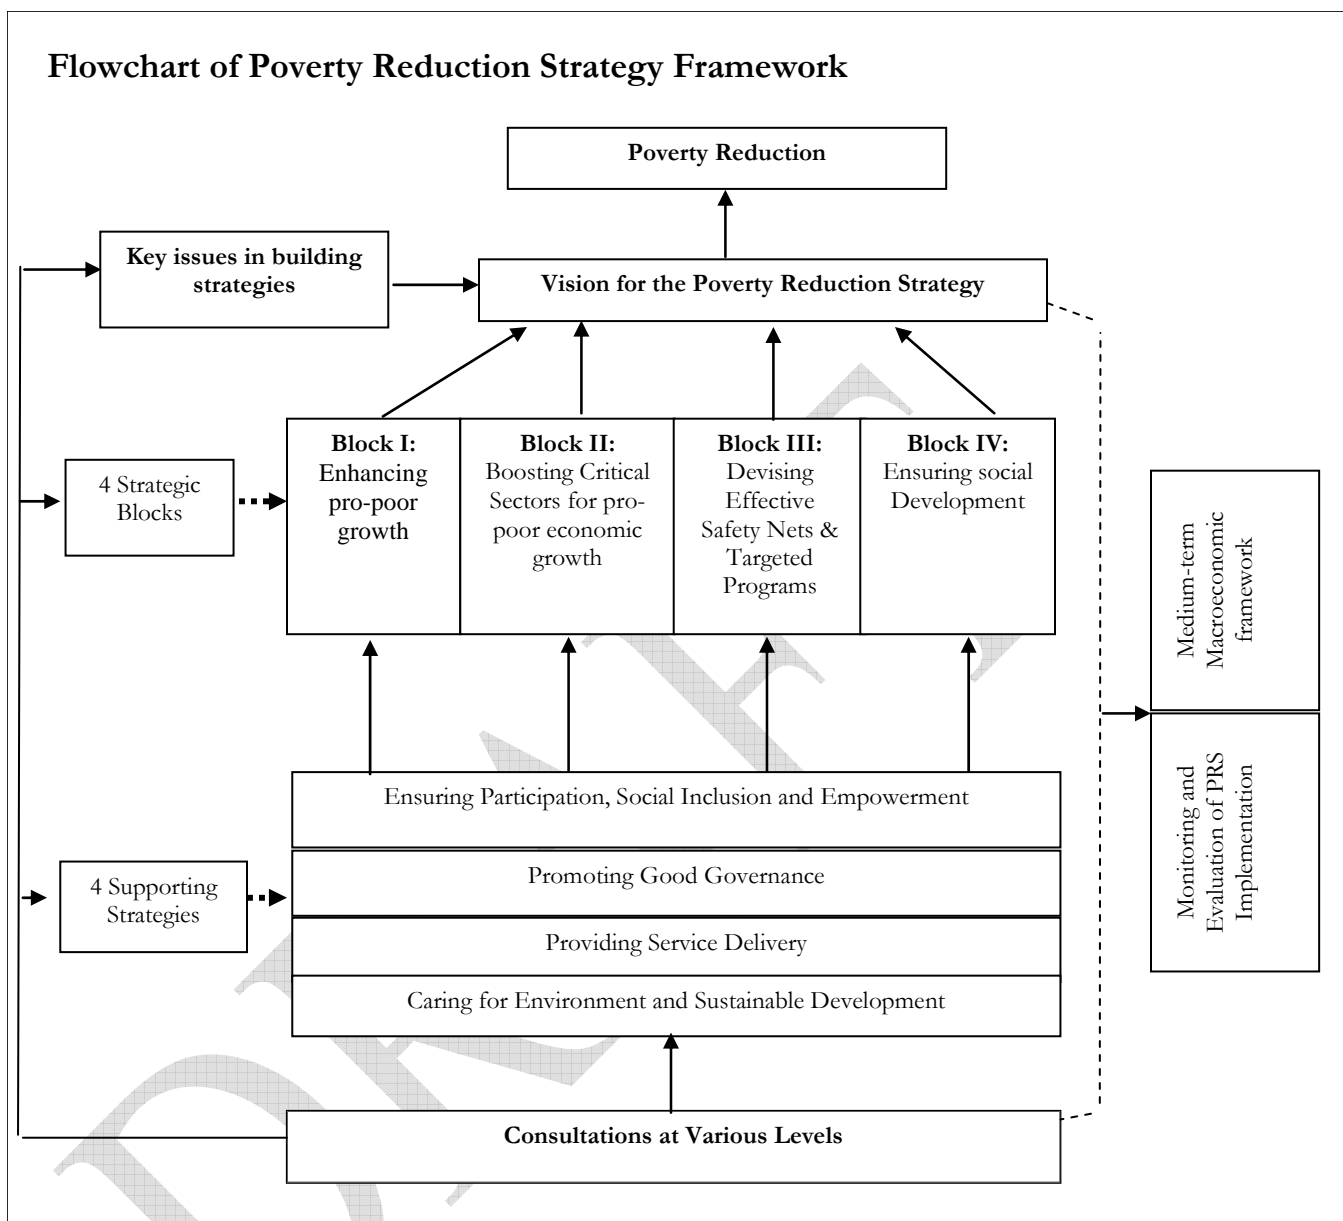 Flowchart of Poverty Reduction Strategy Framework
Poverty Reduction
Key issues in building
strategies
Vision for the Poverty Reduction Strategy
4 Strategic
Blocks
Block I:
Enhancing
pro-poor
growth
Block II:
Boosting Critical
Sectors for pro-
poor economic
growth
Block III:
Devising
Effective
Safety Nets &
Targeted
Programs
Block IV:
Ensuring social
Development
Medium-term
Macroeconomic
framework
Monitoring and
Evaluation of PRS
Implementation
4 Supporting
Strategies
Ensuring Participation, Social Inclusion and Empowerment
Promoting Good Governance
Providing Service Delivery
Caring for Environment and Sustainable Development
Consultations at Various Levels
DRAFT